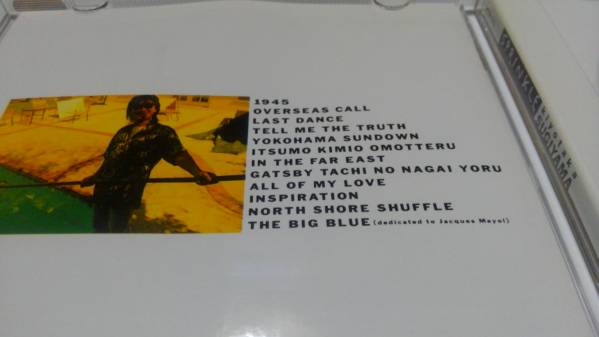 1945
OVERSEAS CALL
LAST DANCE
TELL ME THE TRUTH
YOKOHAMA SUNDOWN
ITSUMO KIMIO OMOTTERU
IN THE FAR EAST
GATSBY TACHI NO NAGAI YORU
ALL OF MY LOVE
INSPIRATION
NORTH SHORE SHUFFLE
THE BIG BLUE (dedicated to Jacques Mayol)